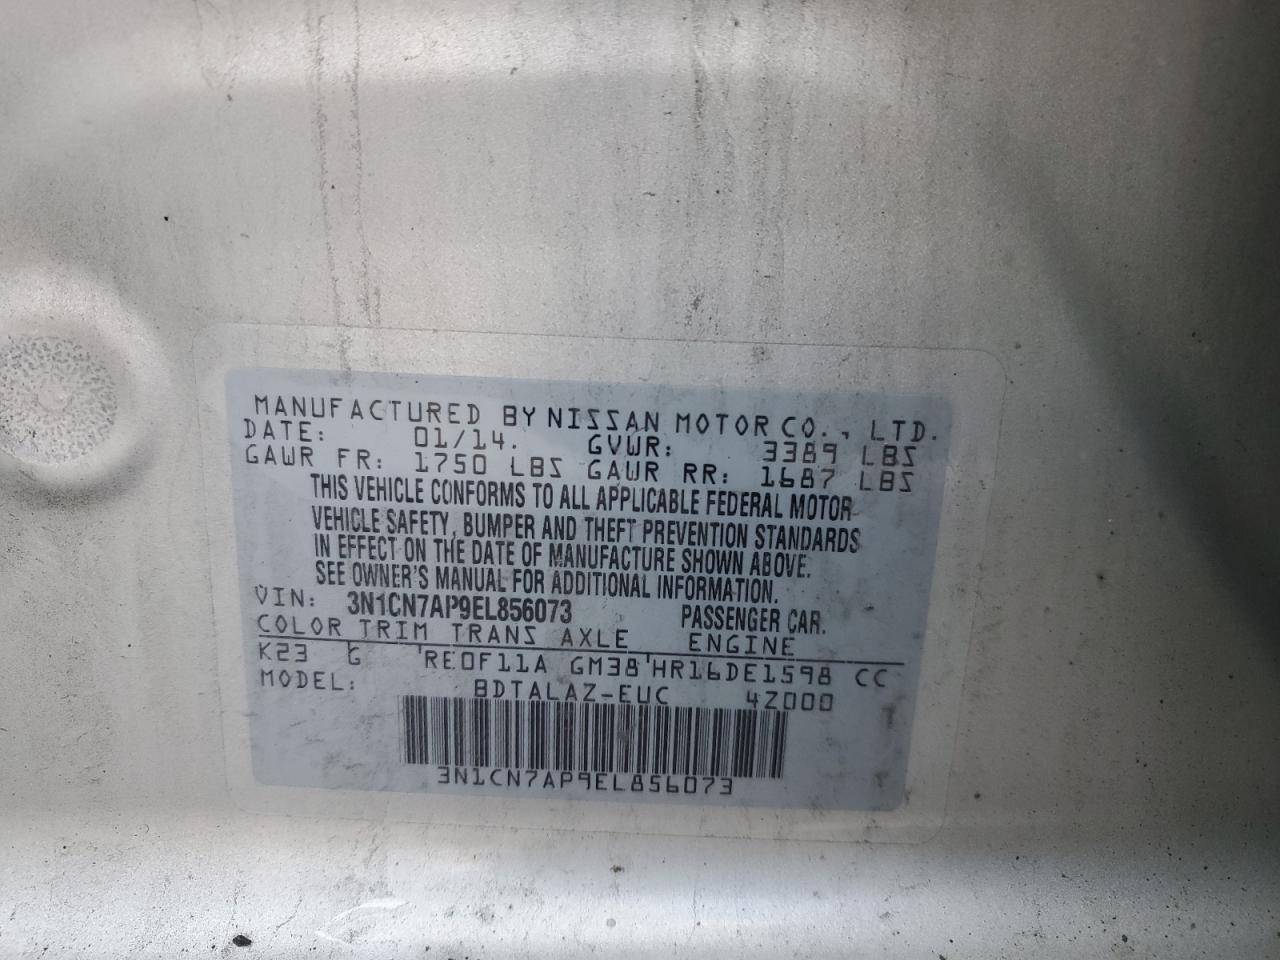 MANUFACTURED BY NISSAN MOTOR CO., LTD.
DATE: 01/14. GVWR: 3389 LBS
GAWR FR: 1750 LBS GAWR RR: 1687 LBS
THIS VEHICLE CONFORMS TO ALL APPLICABLE FEDERAL MOTOR
VEHICLE SAFETY, BUMPER AND THEFT PREVENTION STANDARDS
IN EFFECT ON THE DATE OF MANUFACTURE SHOWN ABOVE.
SEE OWNER'S MANUAL FOR ADDITIONAL INFORMATION.
VIN: 3N1CN7AP9EL856073 PASSENGER CAR.
COLOR TRIM TRANS AXLE ENGINE
K23 G RE0F11A GM38 HR16DE1598 CC
MODEL: BDTALAZ-EUC 4Z000
3N1CN7AP9EL856073